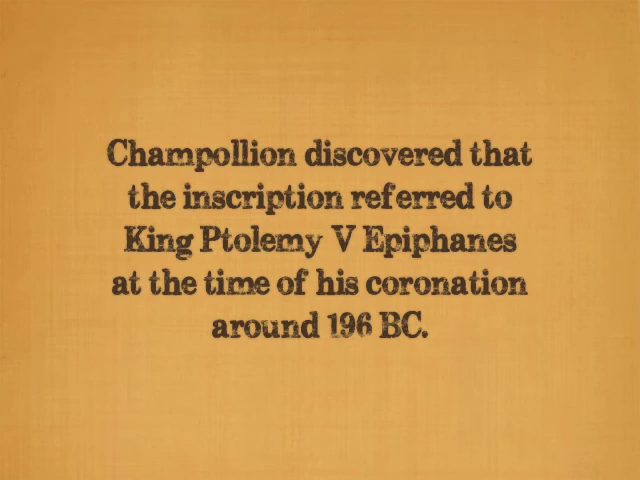 Champollion discovered that
the inscription referred to
King Ptolemy V Epiphanes
at the time of his coronation
around 196 BC.